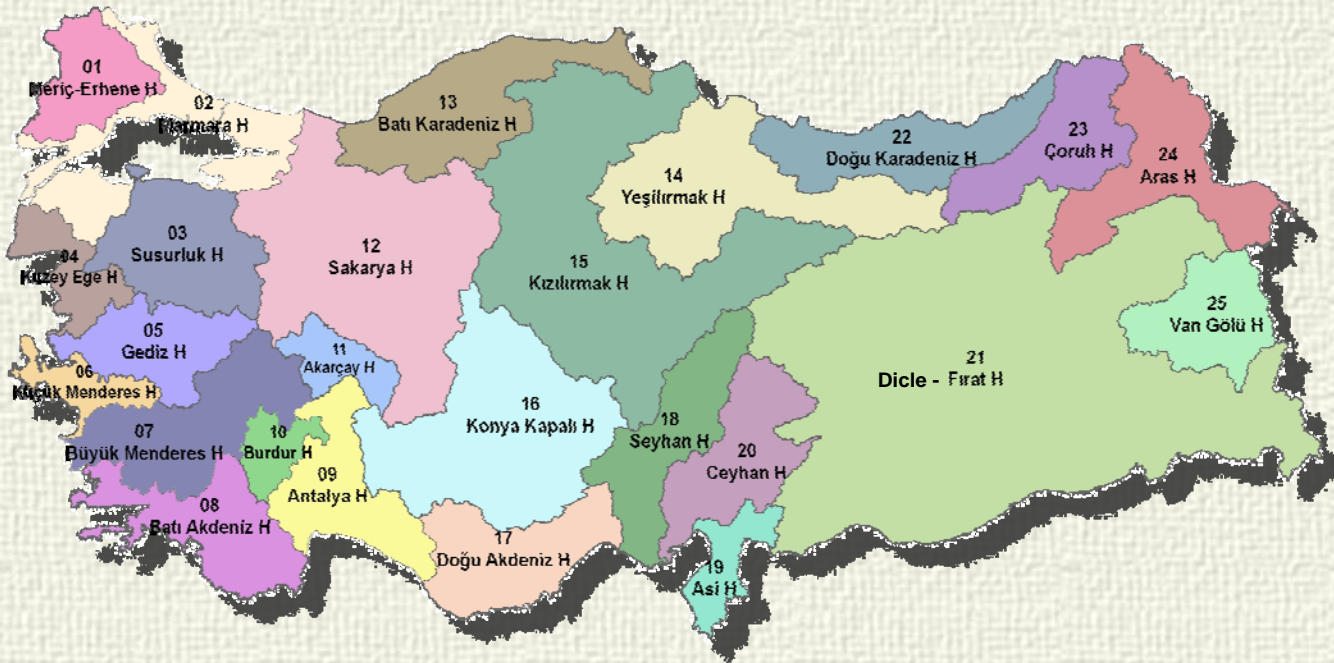 01
Meriç-Erhene H
02
Marmara H
13
Batı Karadeniz H
22
Doğu Karadeniz H
23
Çoruh H
24
Aras H
14
Yeşilırmak H
03
Susurluk H
12
Sakarya H
04
Kuzey Ege H
15
Kızılırmak H
25
Van Gölü H
05
Gediz H
11
Akarçay H
21
Dicle - Fırat H
06
Küçük Menderes H
16
Konya Kapalı H
18
Seyhan H
07
Büyük Menderes H
10
Burdur H
20
Ceyhan H
09
Antalya H
08
Batı Akdeniz H
17
Doğu Akdeniz H
19
Asi H